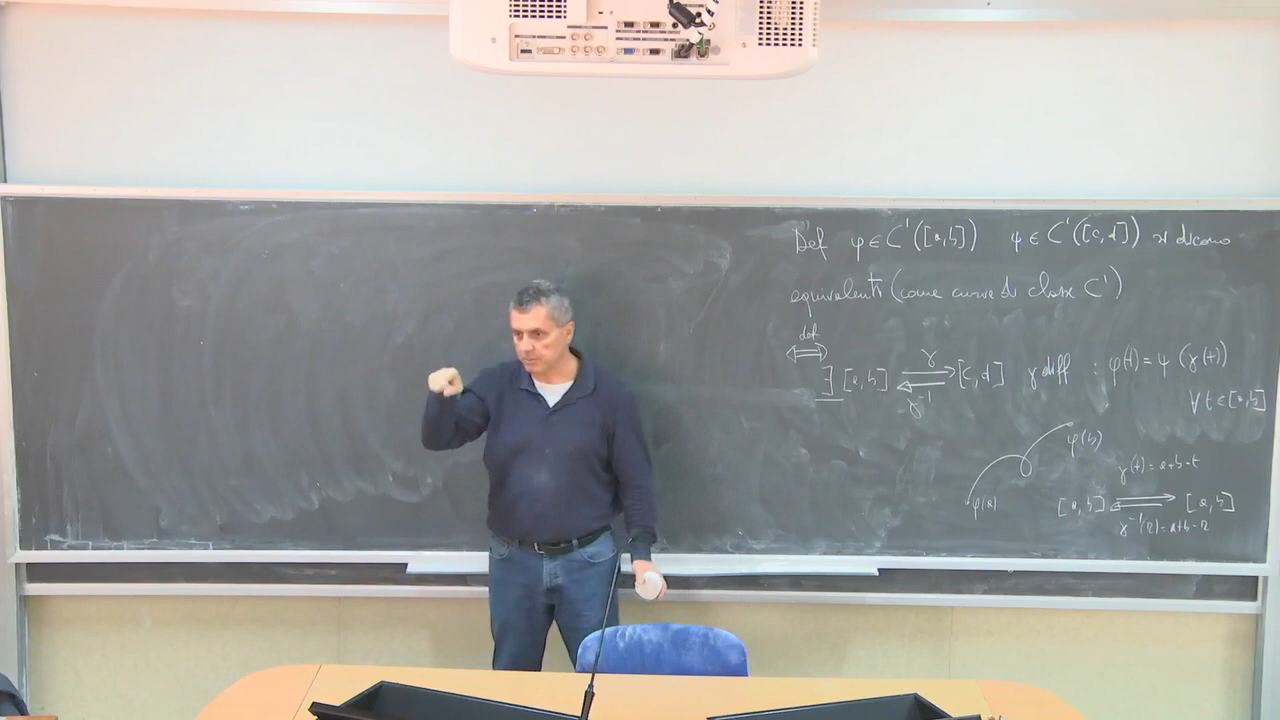 Def φ ∈ C¹([a,b]) ψ ∈ C¹([c,d]) si dicono
equivalenti (come curve di classe C¹)
⟺ def
∃ [a,b] ⇄ [c,d] γ diff : φ(t) = ψ(γ(t))
γ
γ⁻¹
∀ t ∈ [a,b]
φ(b)
φ(a)
γ(t) = a+b-t
[a,b] ⇄ [a,b]
γ⁻¹(r) = a+b-r